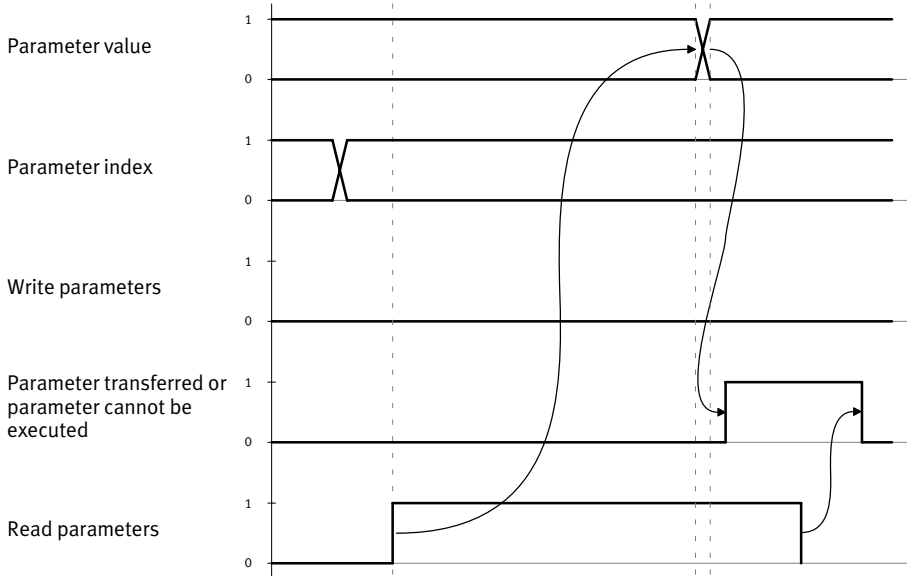 1
Parameter value
0
1
Parameter index
0
1
Write parameters
0
Parameter transferred or
1
parameter cannot be
executed
0
1
Read parameters
0